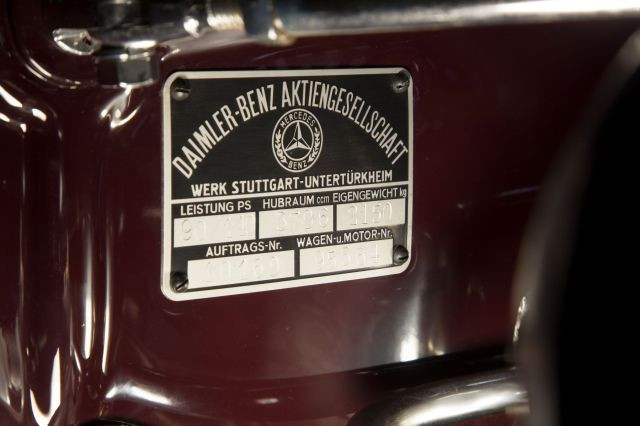 DAIMLER-BENZ AKTIENGESELLSCHAFT
MERCEDES
BENZ
WERK STUTTGART-UNTERTÜRKHEIM
LEISTUNG PS HUBRAUM ccm EIGENGEWICHT kg
2150
AUFTRAGS-Nr. WAGEN-u.MOTOR-Nr.